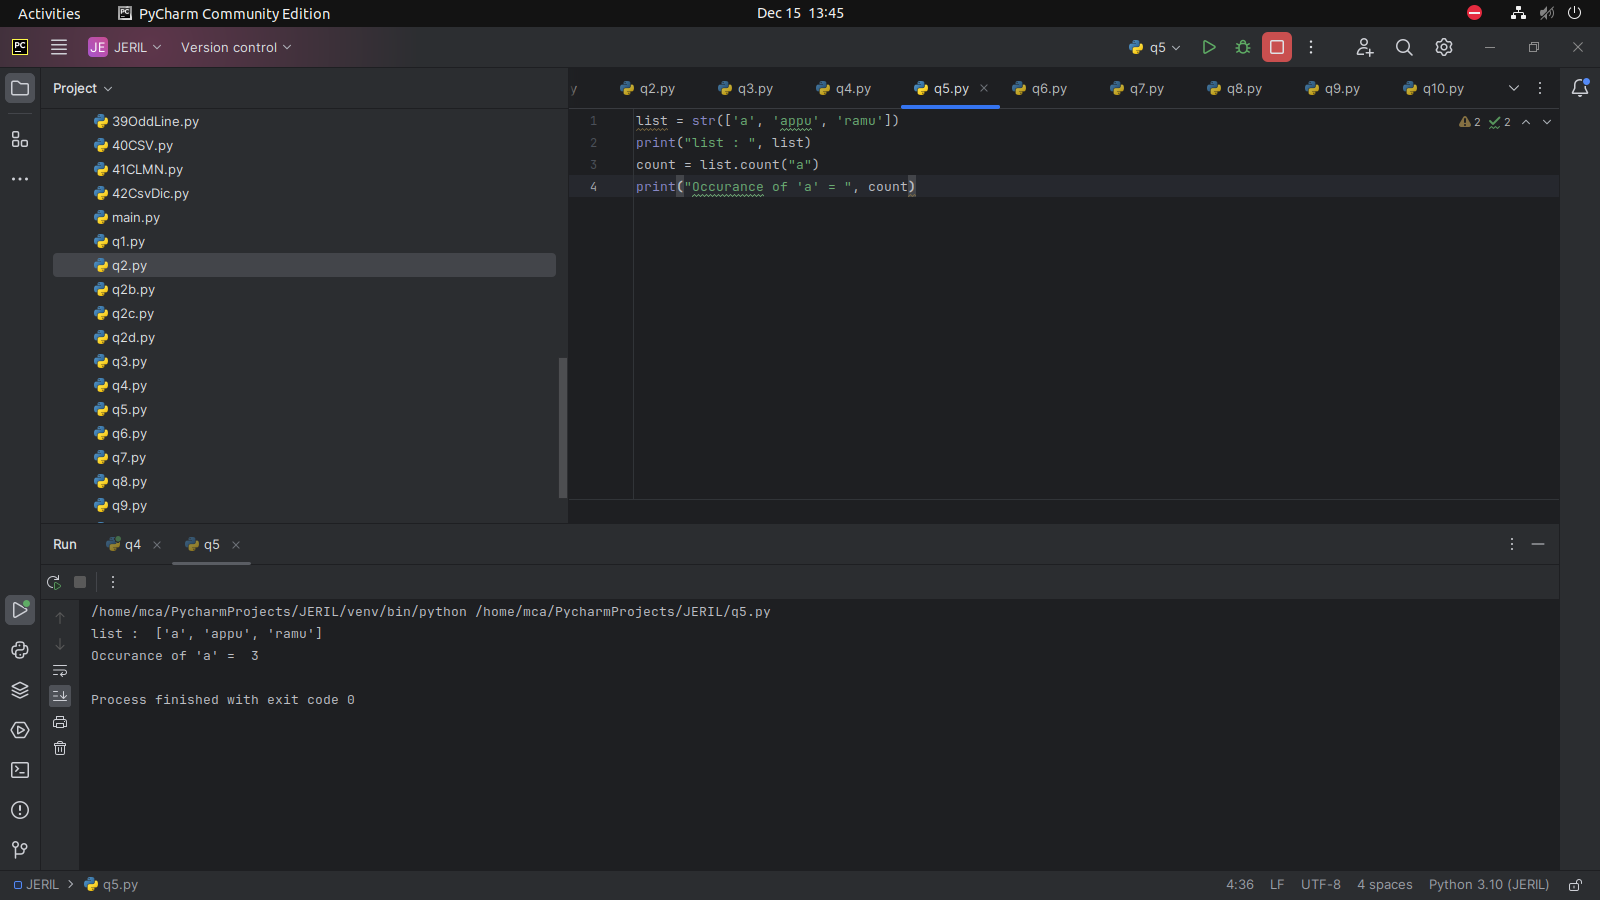 Activities PyCharm Community Edition Dec 15 13:45
PC JE JERIL Version control q5
Project
y q2.py q3.py q4.py q5.py q6.py q7.py q8.py q9.py q10.py
39OddLine.py
40CSV.py
41CLMN.py
42CsvDic.py
main.py
q1.py
q2.py
q2b.py
q2c.py
q2d.py
q3.py
q4.py
q5.py
q6.py
q7.py
q8.py
q9.py
1 list = str(['a', 'appu', 'ramu'])
2 print("list : ", list)
3 count = list.count("a")
4 print("Occurance of 'a' = ", count)
2 2
Run q4 q5
/home/mca/PycharmProjects/JERIL/venv/bin/python /home/mca/PycharmProjects/JERIL/q5.py
list :  ['a', 'appu', 'ramu']
Occurance of 'a' =  3
Process finished with exit code 0
JERIL q5.py 4:36 LF UTF-8 4 spaces Python 3.10 (JERIL)